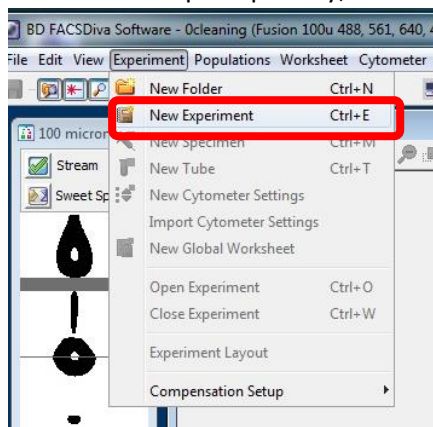 BD FACSDiva Software - 0cleaning (Fusion 100u 488, 561, 640,
File Edit View Experiment Populations Worksheet Cytometer
New Folder Ctrl+N
New Experiment Ctrl+E
New Specimen Ctrl+M
New Tube Ctrl+T
New Cytometer Settings
Import Cytometer Settings
New Global Worksheet
Open Experiment Ctrl+O
Close Experiment Ctrl+W
Experiment Layout
Compensation Setup
100 micron
Stream
Sweet Sp